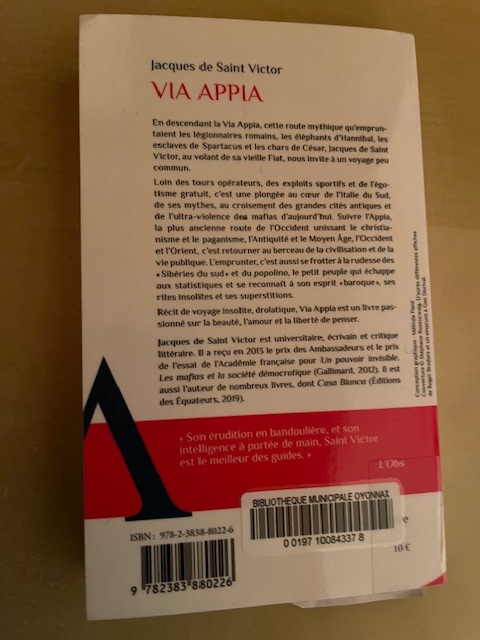 Jacques de Saint Victor
VIA APPIA
En descendant la Via Appia, cette route mythique qu'emprun-
taient les légionnaires romains, les éléphants d'Hannibal, les
esclaves de Spartacus et les chars de César, Jacques de Saint
Victor, au volant de sa vieille Fiat, nous invite à un voyage peu
commun.
Loin des tours opérateurs, des exploits sportifs et de l'égo-
tisme gratuit, c'est une plongée au cœur de l'Italie du Sud,
de ses mythes, au croisement des grandes cités antiques et
de l'ultra-violence des mafias d'aujourd'hui. Suivre l'Appia,
la plus ancienne route de l'Occident unissant le christia-
nisme et le paganisme, l'Antiquité et le Moyen Âge, l'Occident
et l'Orient, c'est retourner au berceau de la civilisation et de la
vie publique. L'emprunter, c'est aussi se frotter à la rudesse des
« Sibéries du sud » et du popolino, le petit peuple qui échappe
aux statistiques et se reconnaît à son esprit « baroque », ses
rites insolites et ses superstitions.
Récit de voyage insolite, drolatique, Via Appia est un livre pas-
sionné sur la beauté, l'amour et la liberté de penser.
Jacques de Saint Victor est universitaire, écrivain et critique
littéraire. Il a reçu en 2013 le prix des Ambassadeurs et le prix
de l'essai de l'Académie française pour Un pouvoir invisible.
Les mafias et la société démocratique (Gallimard, 2012). Il est
aussi l'auteur de nombreux livres, dont Casa Bianca (Éditions
des Équateurs, 2019).
Conception graphique :
Couverture ©
« Son érudition en bandoulière, et son
intelligence à portée de main, Saint Victor
est le meilleur des guides. »
L'Obs
BIBLIOTHEQUE MUNICIPALE OYONNAX
0 0197 10084337 8
ISBN : 978-2-3838-8022-6
re
10 €
9 782383 880226